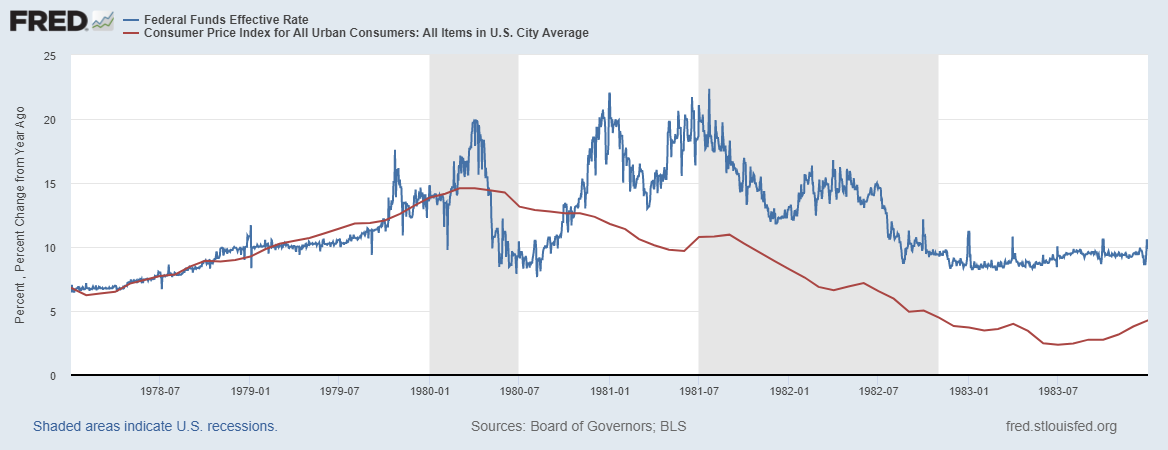 FRED
Federal Funds Effective Rate
Consumer Price Index for All Urban Consumers: All Items in U.S. City Average
Percent , Percent Change from Year Ago
25
20
15
10
5
0
1978-07 1979-01 1979-07 1980-01 1980-07 1981-01 1981-07 1982-01 1982-07 1983-01 1983-07
Shaded areas indicate U.S. recessions. Sources: Board of Governors; BLS fred.stlouisfed.org